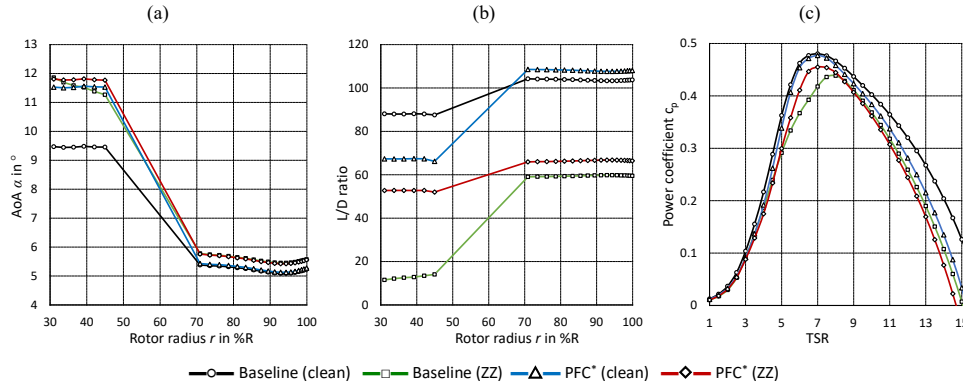 (a)
(b)
(c)
AoA α in °
13
12
11
10
9
8
7
6
5
4
30 40 50 60 70 80 90 100
Rotor radius r in %R
L/D ratio
120
100
80
60
40
20
0
30 40 50 60 70 80 90 100
Rotor radius r in %R
Power coefficient cp
0.5
0.4
0.3
0.2
0.1
0
1 3 5 7 9 11 13 15
TSR
Baseline (clean) Baseline (ZZ) PFC* (clean) PFC* (ZZ)